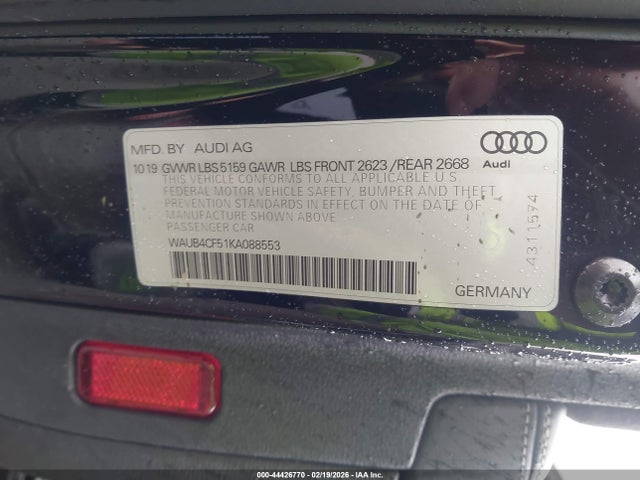 MFD. BY AUDI AG
10 19 GVWR LBS 5159 GAWR LBS FRONT 2623 /REAR 2668
Audi
THIS VEHICLE CONFORMS TO ALL APPLICABLE U S
FEDERAL MOTOR VEHICLE SAFETY, BUMPER AND THEFT
PREVENTION STANDARDS IN EFFECT ON THE DATE OF
MANUFACTURE SHOWN ABOVE
PASSENGER CAR
WAUB4CF51KA088553
4311574
GERMANY
000-44426770 - 02/19/2026 - IAA Inc.